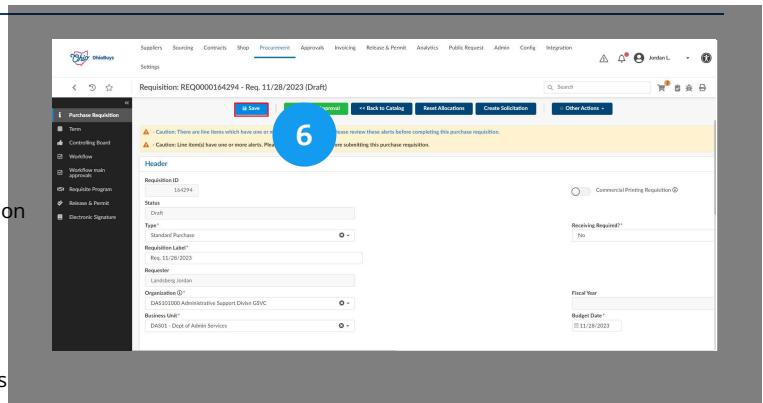 Suppliers Sourcing Contracts Shop Procurement Approvals Invoicing Release & Permit Analytics Public Request Admin Config Integration
Settings
Ohio OhioBuys
Jordan L.
Requisition: REQ0000164294 - Req. 11/28/2023 (Draft)
Search
Save
<< Back to Catalog Reset Allocations Create Solicitation Other Actions
Purchase Requisition
Term
Controlling Board
Workflow
Workflow main
approvals
Requisite Program
Release & Permit
Electronic Signature
- Caution: There are line items which have one or review these alerts before completing this purchase requisition.
- Caution: Line item(s) have one or more alerts. submitting this purchase requisition.
6
Header
Requisition ID
164294
Commercial Printing Requisition
Status
Draft
Type*
Standard Purchase
Receiving Required?*
No
Requisition Label*
Req. 11/28/2023
Requester
Landsberg Jordan
Organization *
DAS101000 Administrative Support Divisn GSVC
Fiscal Year
Business Unit*
DAS01 - Dept of Admin Services
Budget Date*
11/28/2023
on
s